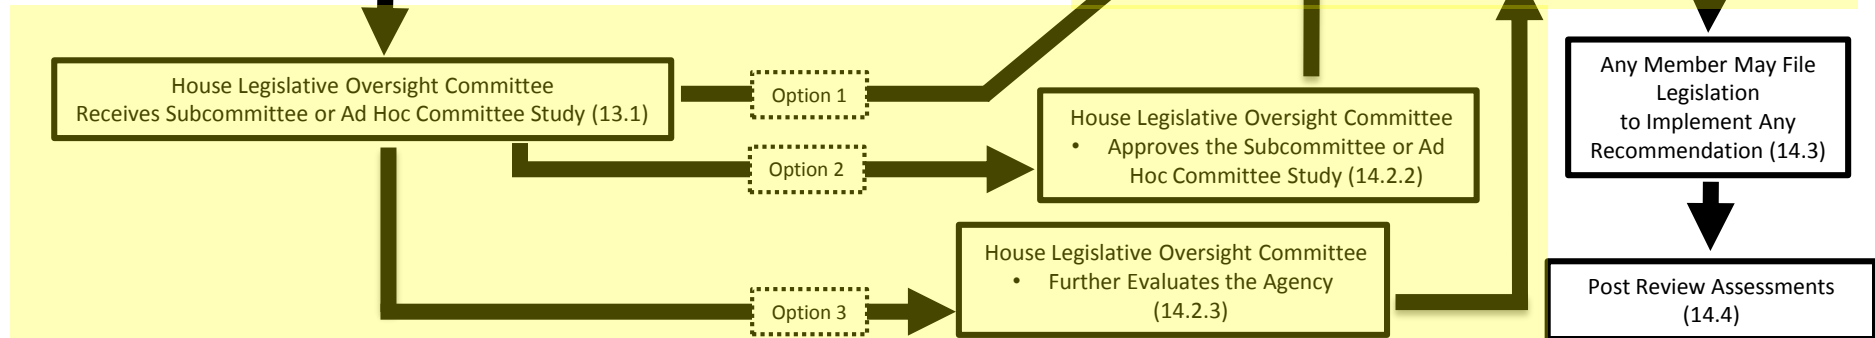 House Legislative Oversight Committee
Receives Subcommittee or Ad Hoc Committee Study (13.1)
Option 1
Option 2
Option 3
House Legislative Oversight Committee
• Approves the Subcommittee or Ad
Hoc Committee Study (14.2.2)
House Legislative Oversight Committee
• Further Evaluates the Agency
(14.2.3)
Any Member May File
Legislation
to Implement Any
Recommendation (14.3)
Post Review Assessments
(14.4)